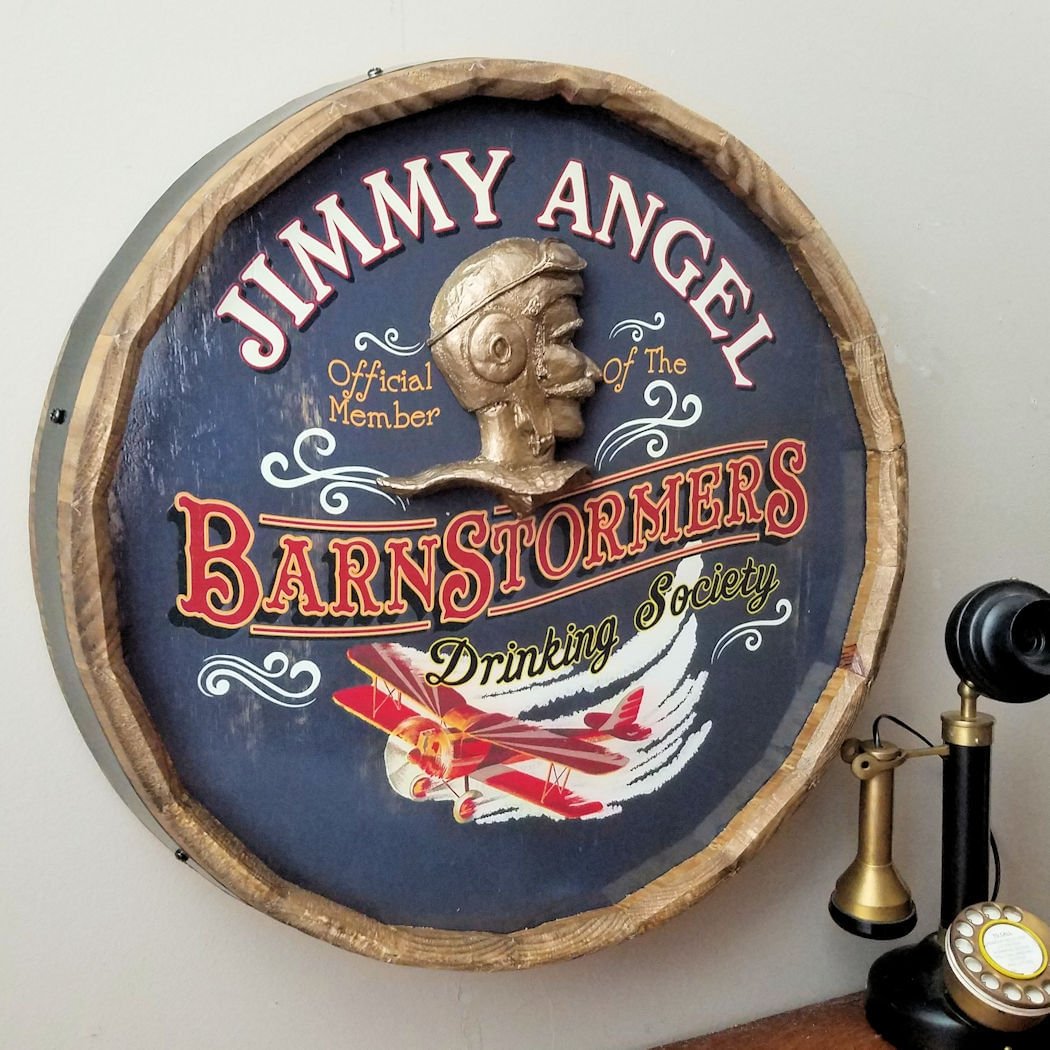 JIMMY ANGEL
Official Of The
Member
BARNSTORMERS
Drinking Society